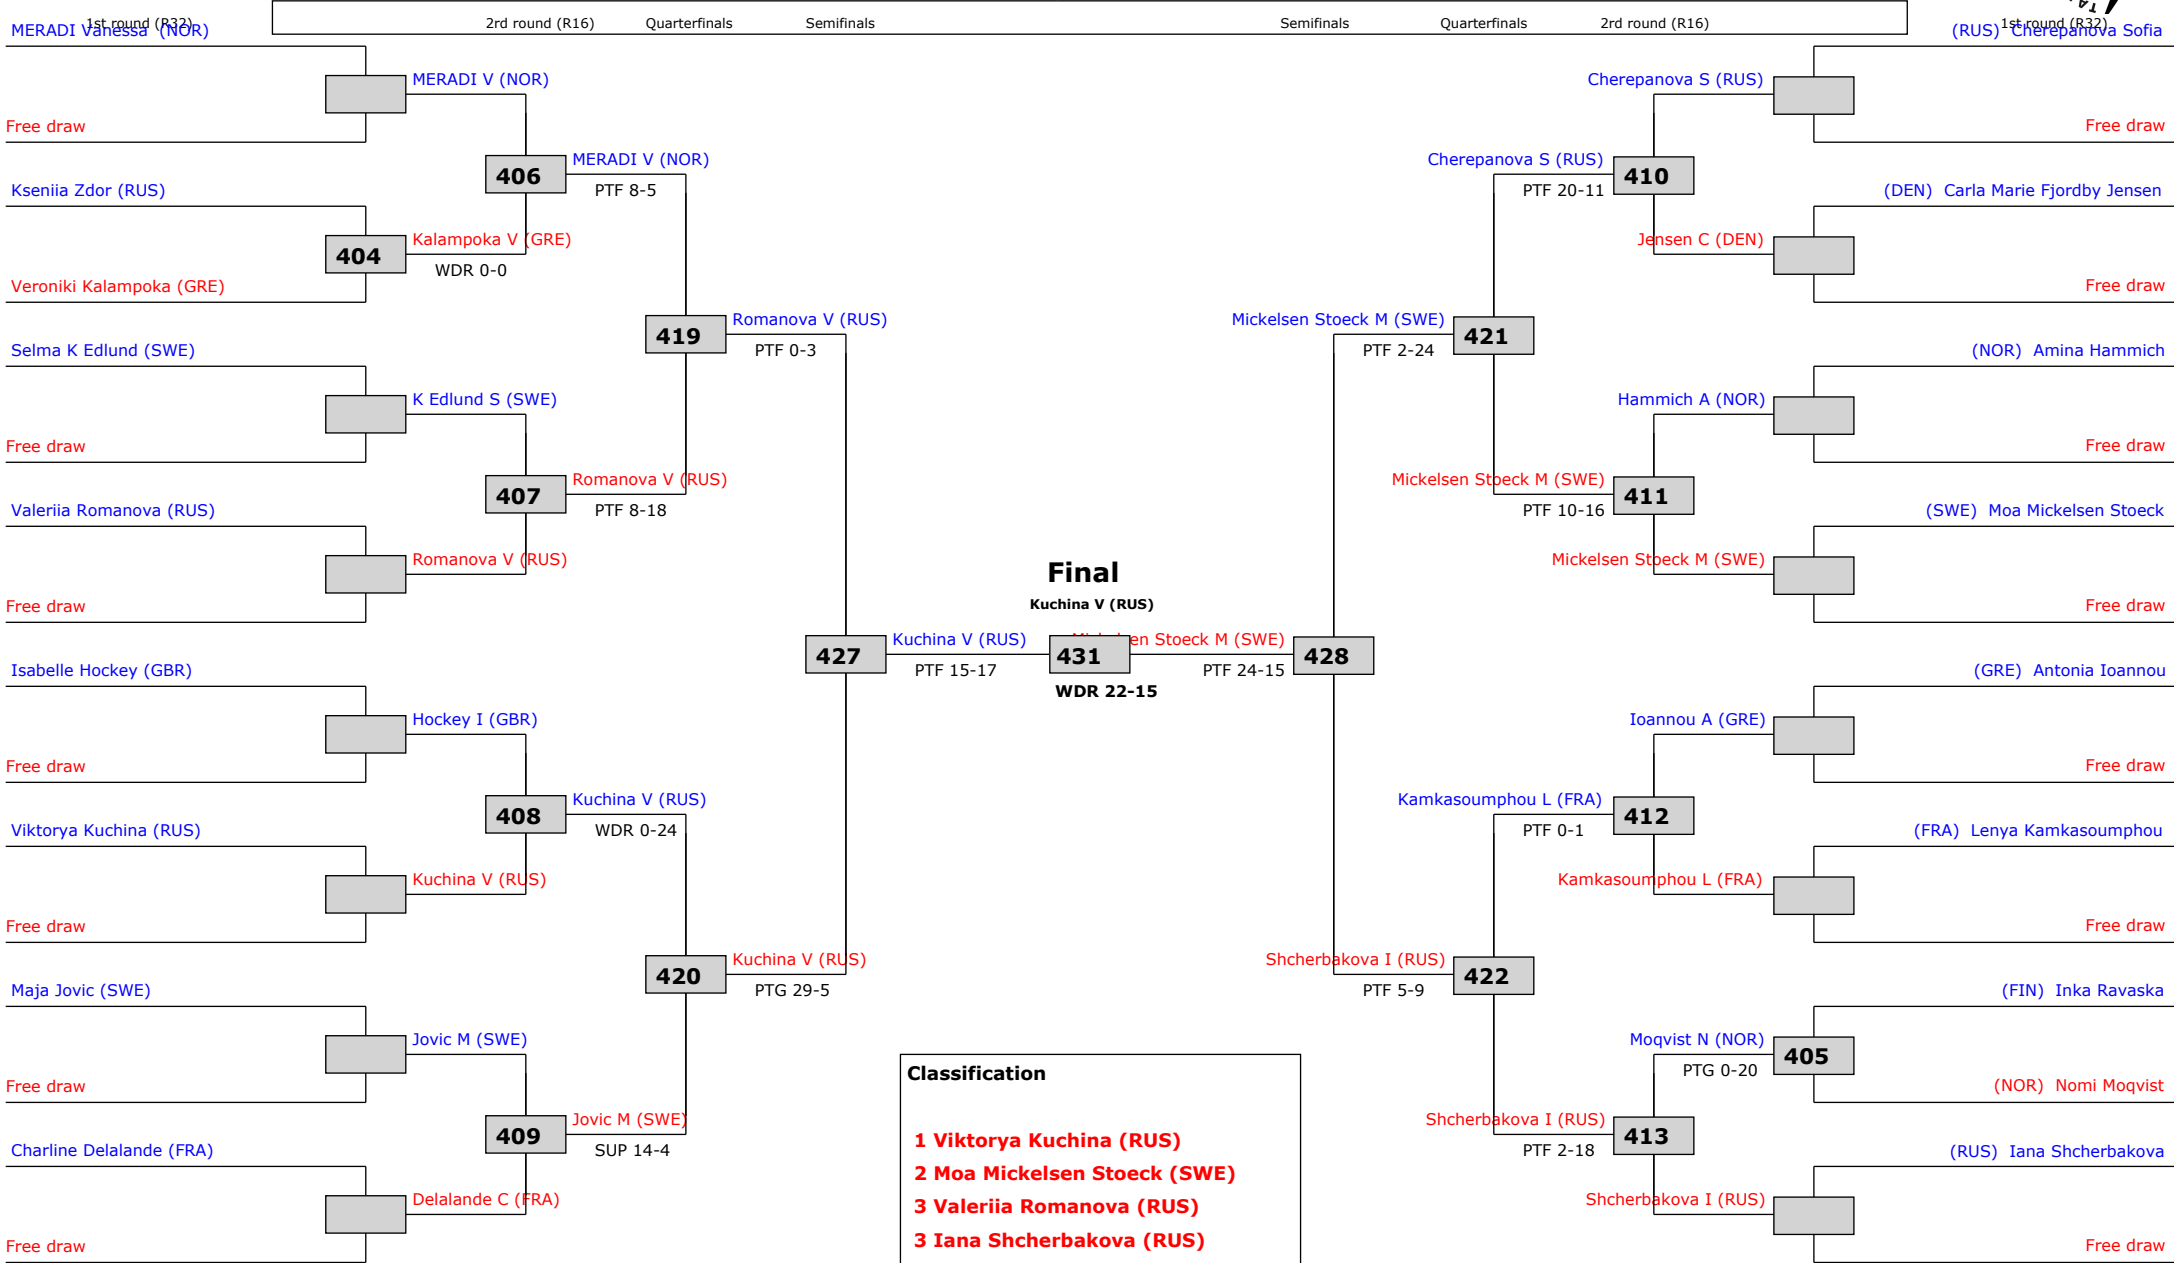 1st round (R32)
2rd round (R16)
Quarterfinals
Semifinals
Semifinals
Quarterfinals
2rd round (R16)
1st round (R32)
MERADI Vanessa (NOR)
Free draw
Kseniia Zdor (RUS)
Veroniki Kalampoka (GRE)
Selma K Edlund (SWE)
Free draw
Valeriia Romanova (RUS)
Free draw
Isabelle Hockey (GBR)
Free draw
Viktorya Kuchina (RUS)
Free draw
Maja Jovic (SWE)
Free draw
Charline Delalande (FRA)
Free draw
MERADI V (NOR)
404
Kalampoka V (GRE)
WDR 0-0
K Edlund S (SWE)
Romanova V (RUS)
Hockey I (GBR)
Kuchina V (RUS)
Jovic M (SWE)
Delalande C (FRA)
406
MERADI V (NOR)
PTF 8-5
407
Romanova V (RUS)
PTF 8-18
408
Kuchina V (RUS)
WDR 0-24
409
Jovic M (SWE)
SUP 14-4
419
Romanova V (RUS)
PTF 0-3
420
Kuchina V (RUS)
PTG 29-5
427
Kuchina V (RUS)
PTF 15-17
Final
Kuchina V (RUS)
431
WDR 22-15
Stoeck M (SWE)
PTF 24-15
428
Mickelsen Stoeck M (SWE)
PTF 2-24
421
Shcherbakova I (RUS)
PTF 5-9
422
Cherepanova S (RUS)
PTF 20-11
410
Mickelsen Stoeck M (SWE)
PTF 10-16
411
Kamkasoumphou L (FRA)
PTF 0-1
412
Shcherbakova I (RUS)
PTF 2-18
413
Cherepanova S (RUS)
Jensen C (DEN)
Hammich A (NOR)
Mickelsen Stoeck M (SWE)
Ioannou A (GRE)
Kamkasoumphou L (FRA)
Moqvist N (NOR)
PTG 0-20
405
Shcherbakova I (RUS)
(RUS) Cherepanova Sofia
Free draw
(DEN) Carla Marie Fjordby Jensen
Free draw
(NOR) Amina Hammich
Free draw
(SWE) Moa Mickelsen Stoeck
Free draw
(GRE) Antonia Ioannou
Free draw
(FRA) Lenya Kamkasoumphou
Free draw
(FIN) Inka Ravaska
(NOR) Nomi Moqvist
(RUS) Iana Shcherbakova
Free draw
Classification
1 Viktorya Kuchina (RUS)
2 Moa Mickelsen Stoeck (SWE)
3 Valeriia Romanova (RUS)
3 Iana Shcherbakova (RUS)